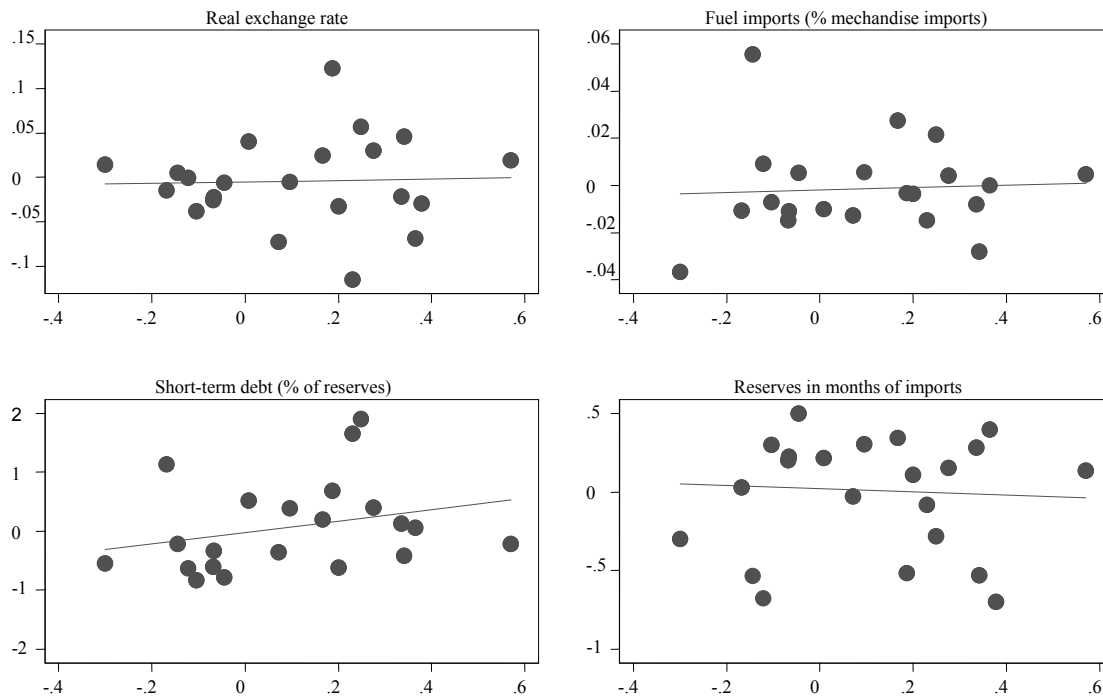 Real exchange rate
.15
.1
.05
0
-.05
-.1
-.4 -.2 0 .2 .4 .6
Fuel imports (% mechandise imports)
.06
.04
.02
0
-.02
-.04
-.4 -.2 0 .2 .4 .6
Short-term debt (% of reserves)
2
1
0
-1
-2
-.4 -.2 0 .2 .4 .6
Reserves in months of imports
.5
0
-.5
-1
-.4 -.2 0 .2 .4 .6